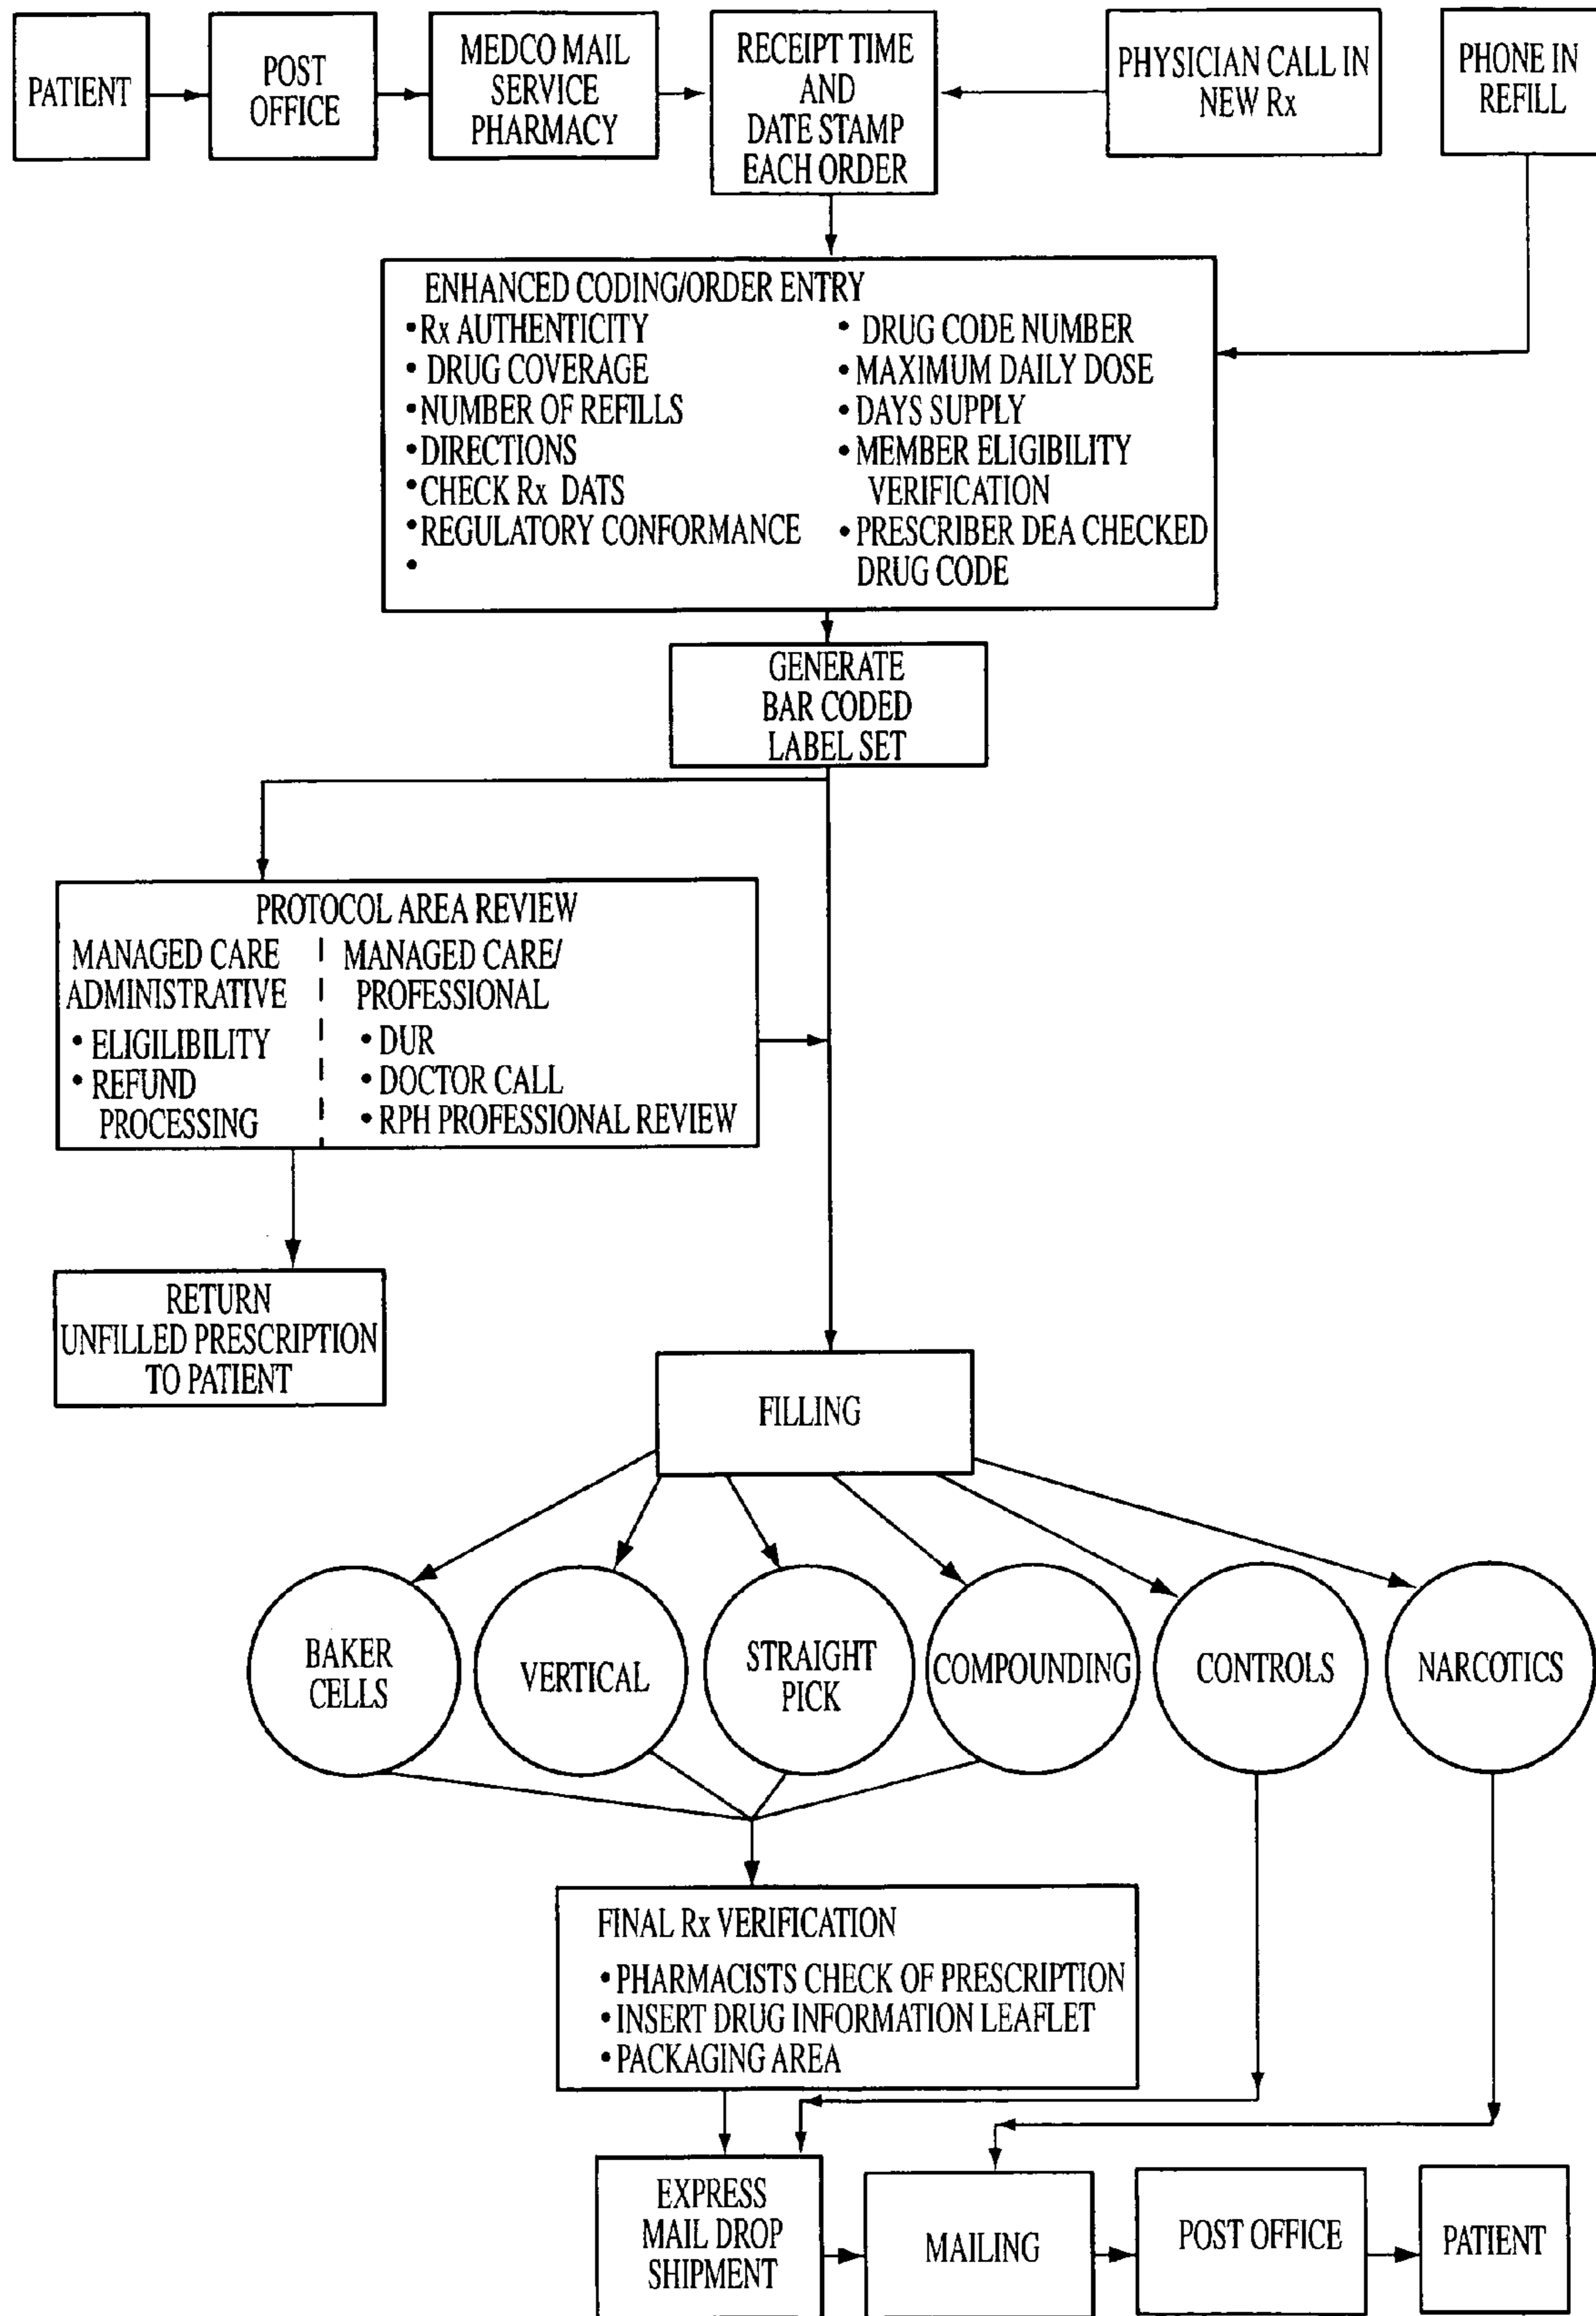 PATIENT
POST
OFFICE
MEDCO MAIL
SERVICE
PHARMACY
RECEIPT TIME
AND
DATE STAMP
EACH ORDER
PHYSICIAN CALL IN
NEW Rx
PHONE IN
REFILL
ENHANCED CODING/ORDER ENTRY
•Rx AUTHENTICITY
• DRUG COVERAGE
•NUMBER OF REFILLS
•DIRECTIONS
•CHECK Rx DATS
•REGULATORY CONFORMANCE
•
• DRUG CODE NUMBER
•MAXIMUM DAILY DOSE
•DAYS SUPPLY
•MEMBER ELIGIBILITY
VERIFICATION
•PRESCRIBER DEA CHECKED
DRUG CODE
GENERATE
BAR CODED
LABEL SET
PROTOCOL AREA REVIEW
MANAGED CARE
ADMINISTRATIVE
• ELIGILIBILITY
• REFUND
PROCESSING
MANAGED CARE/
PROFESSIONAL
•DUR
•DOCTOR CALL
•RPH PROFESSIONAL REVIEW
RETURN
UNFILLED PRESCRIPTION
TO PATIENT
FILLING
BAKER
CELLS
VERTICAL
STRAIGHT
PICK
COMPOUNDING
CONTROLS
NARCOTICS
FINAL Rx VERIFICATION
•PHARMACISTS CHECK OF PRESCRIPTION
•INSERT DRUG INFORMATION LEAFLET
•PACKAGING AREA
EXPRESS
MAIL DROP
SHIPMENT
MAILING
POST OFFICE
PATIENT